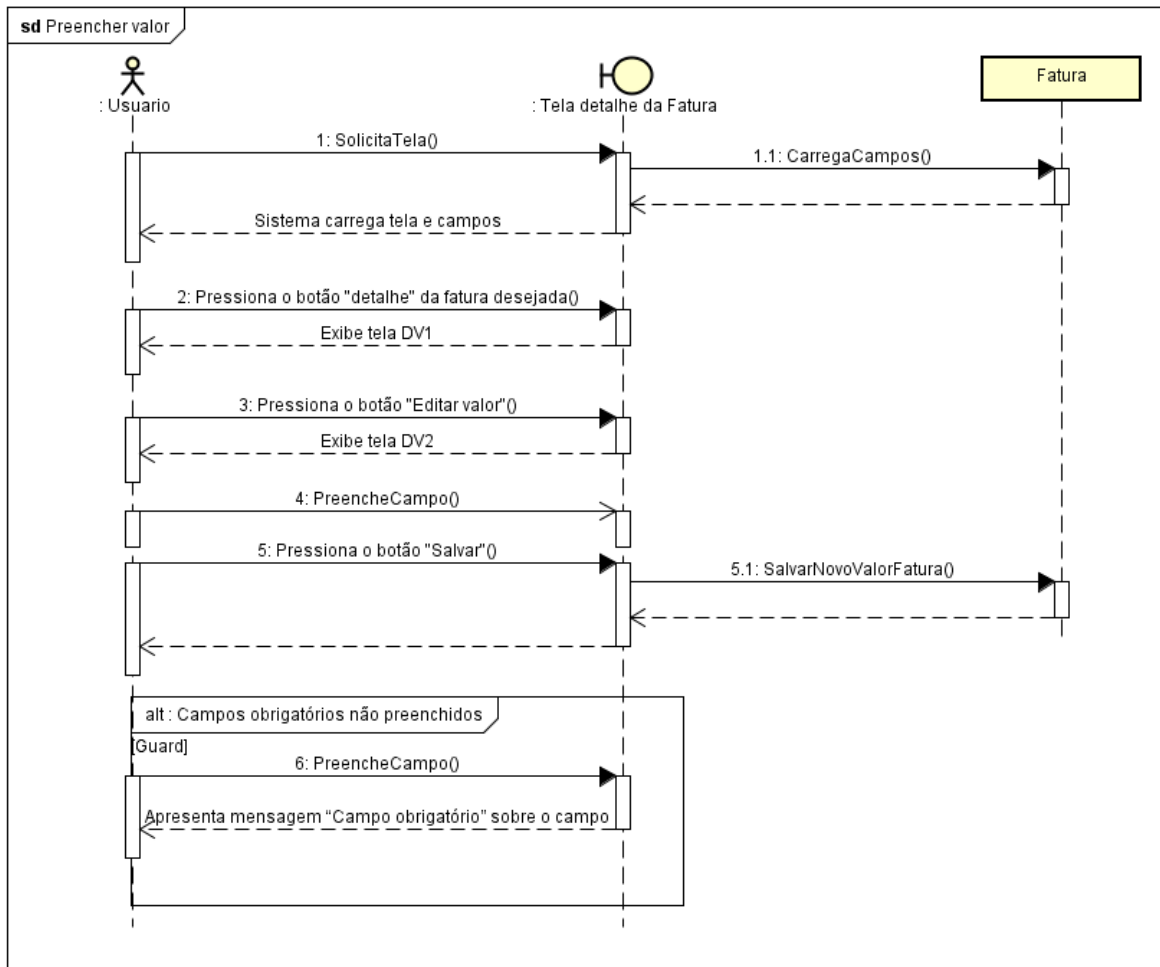 sd Preencher valor
: Usuario
: Tela detalhe da Fatura
Fatura
1: SolicitaTela()
1.1: CarregaCampos()
Sistema carrega tela e campos
2: Pressiona o botão "detalhe" da fatura desejada()
Exibe tela DV1
3: Pressiona o botão "Editar valor"()
Exibe tela DV2
4: PreencheCampo()
5: Pressiona o botão "Salvar"()
5.1: SalvarNovoValorFatura()
alt : Campos obrigatórios não preenchidos
[Guard]
6: PreencheCampo()
Apresenta mensagem “Campo obrigatório” sobre o campo